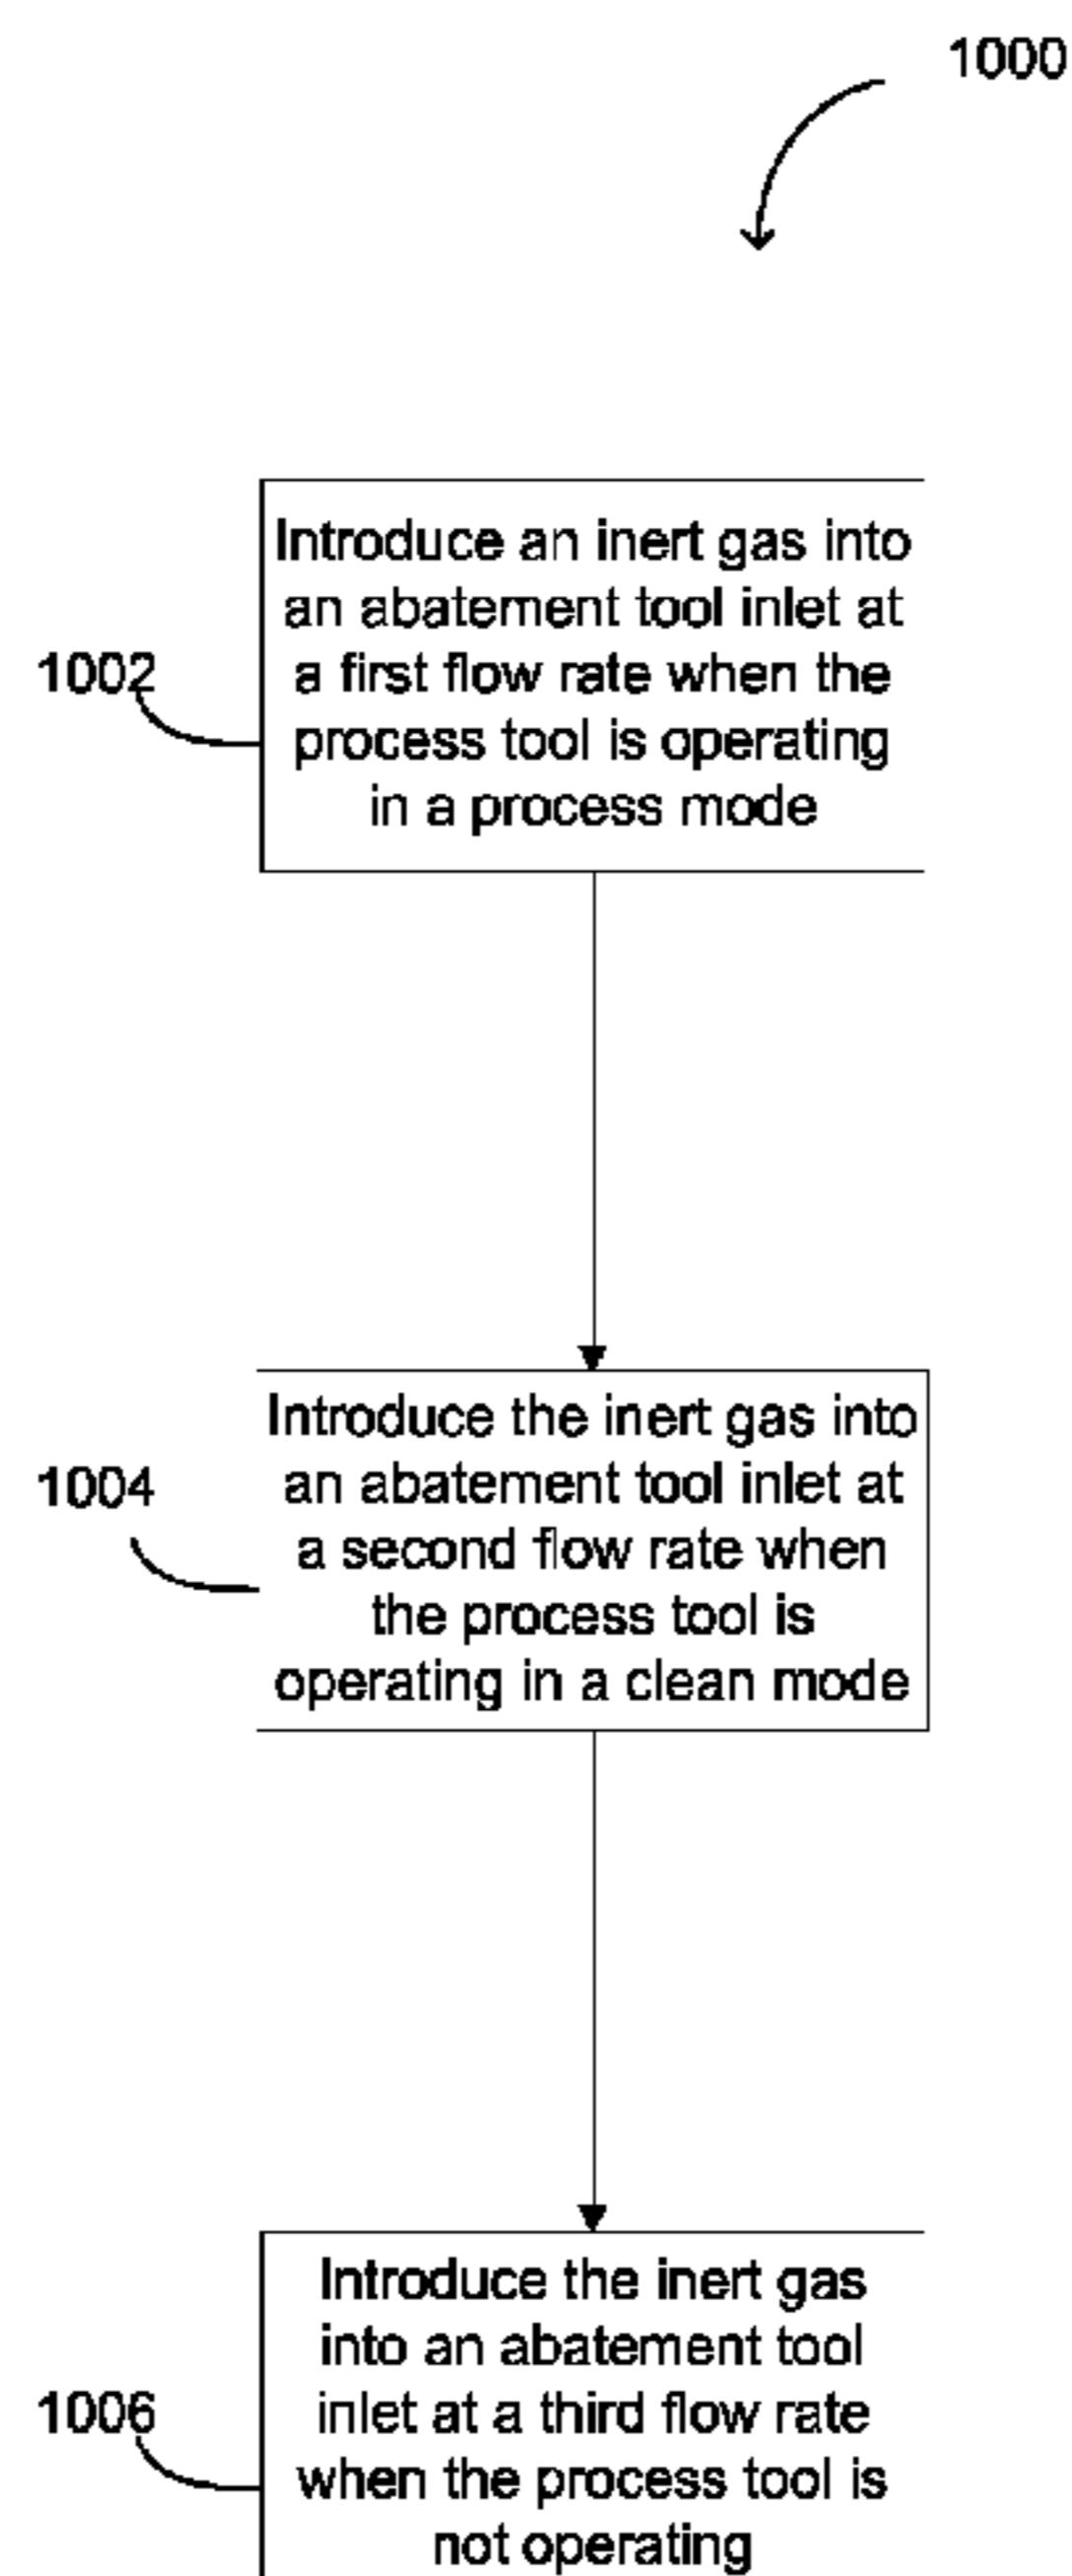 1000
Introduce an inert gas into
an abatement tool inlet at
1002
a first flow rate when the
process tool is operating
in a process mode
Introduce the inert gas into
1004
an abatement tool inlet at
a second flow rate when
the process tool is
operating in a clean mode
Introduce the inert gas
into an abatement tool
1006
inlet at a third flow rate
when the process tool is
not operating